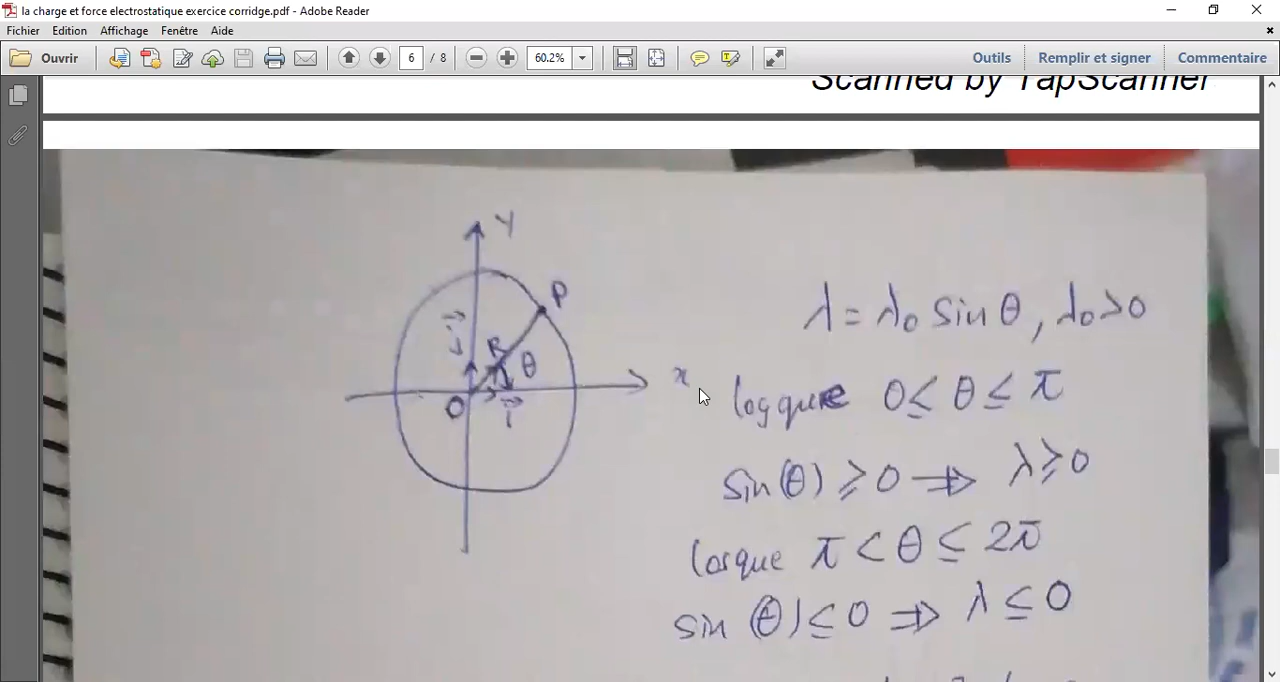 la charge et force electrostatique exercice corridge.pdf - Adobe Reader
Fichier Edition Affichage Fenêtre Aide
Ouvrir 6 / 8 60.2% Outils Remplir et signer Commentaire
Scanned by TapScanner
Y
P
λ = λ₀ sin θ, λ₀>0
j R θ
x
O i
lorsque 0 ≤ θ ≤ π
sin(θ) ≥ 0 ⇒ λ ≥ 0
lorsque π < θ ≤ 2π
sin (θ) ≤ 0 ⇒ λ ≤ 0